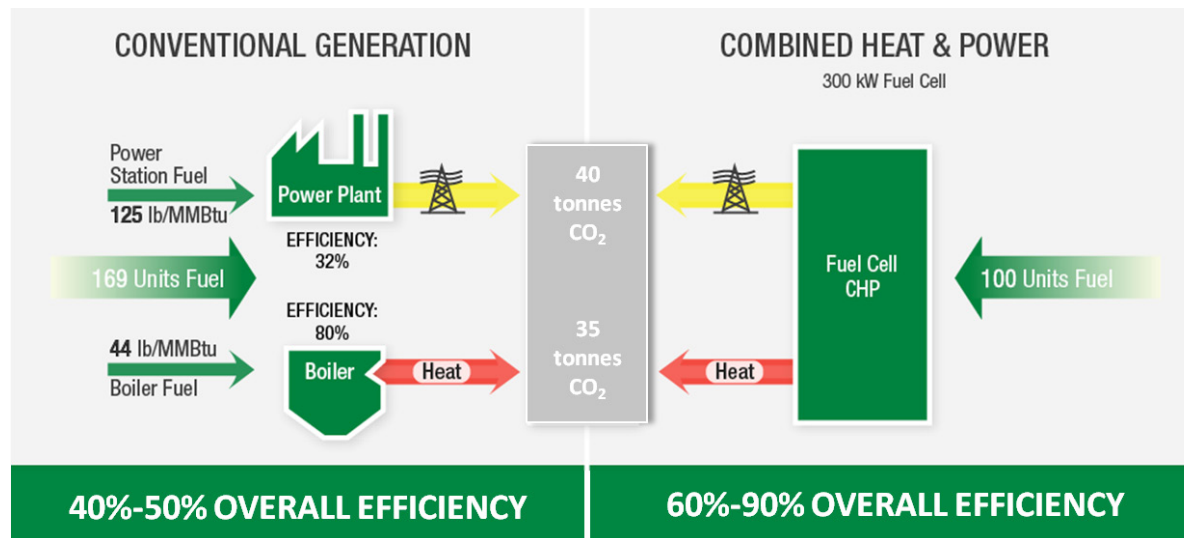 CONVENTIONAL GENERATION
Power
Station Fuel
125 lb/MMBtu
Power Plant
EFFICIENCY:
32%
169 Units Fuel
EFFICIENCY:
80%
44 lb/MMBtu
Boiler Fuel
Boiler
Heat
40
tonnes
CO₂
35
tonnes
CO₂
COMBINED HEAT & POWER
300 kW Fuel Cell
Heat
Fuel Cell
CHP
100 Units Fuel
40%-50% OVERALL EFFICIENCY
60%-90% OVERALL EFFICIENCY